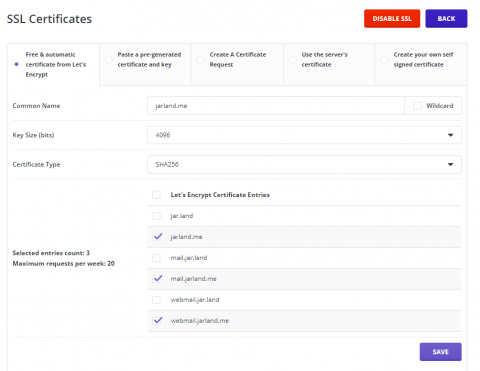 SSL Certificates
DISABLE SSL
BACK
Free & automatic
certificate from Let's
Encrypt
Paste a pre-generated
certificate and key
Create A Certificate
Request
Use the server's
certificate
Create your own self
signed certificate
Common Name
jarland.me
Wildcard
Key Size (bits)
4096
Certificate Type
SHA256
Let's Encrypt Certificate Entries
jar.land
jarland.me
mail.jar.land
mail.jarland.me
webmail.jar.land
webmail.jarland.me
Selected entries count: 3
Maximum requests per week: 20
SAVE